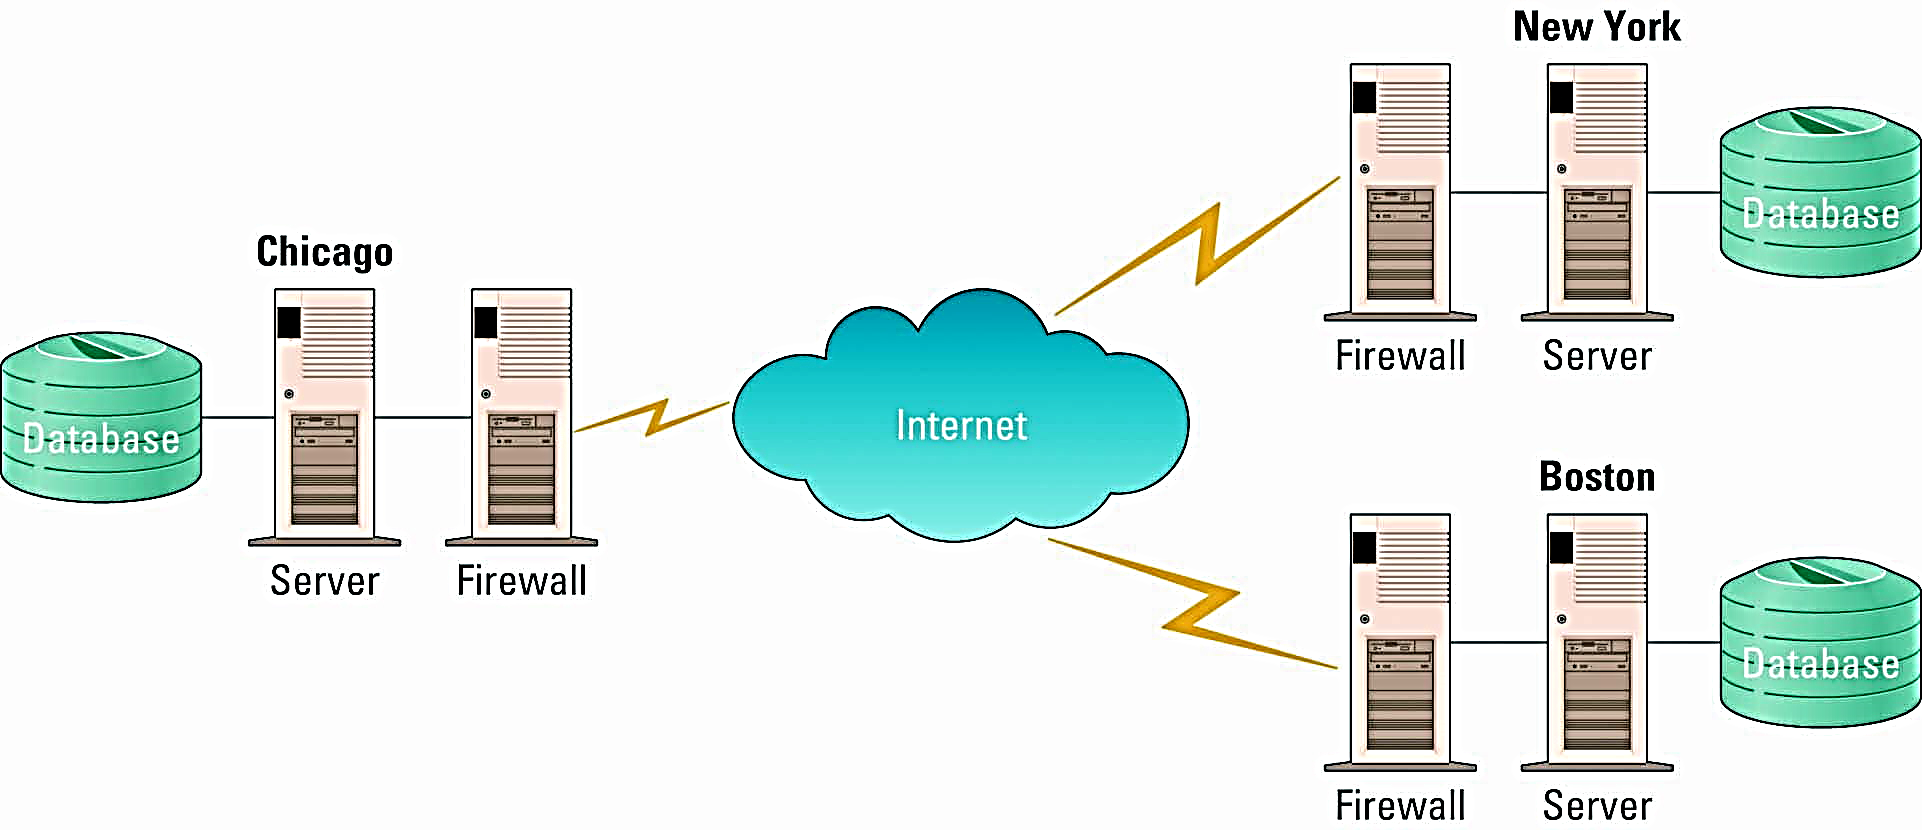 New York
Database
Firewall
Server
Chicago
Database
Server
Firewall
Internet
Boston
Database
Firewall
Server